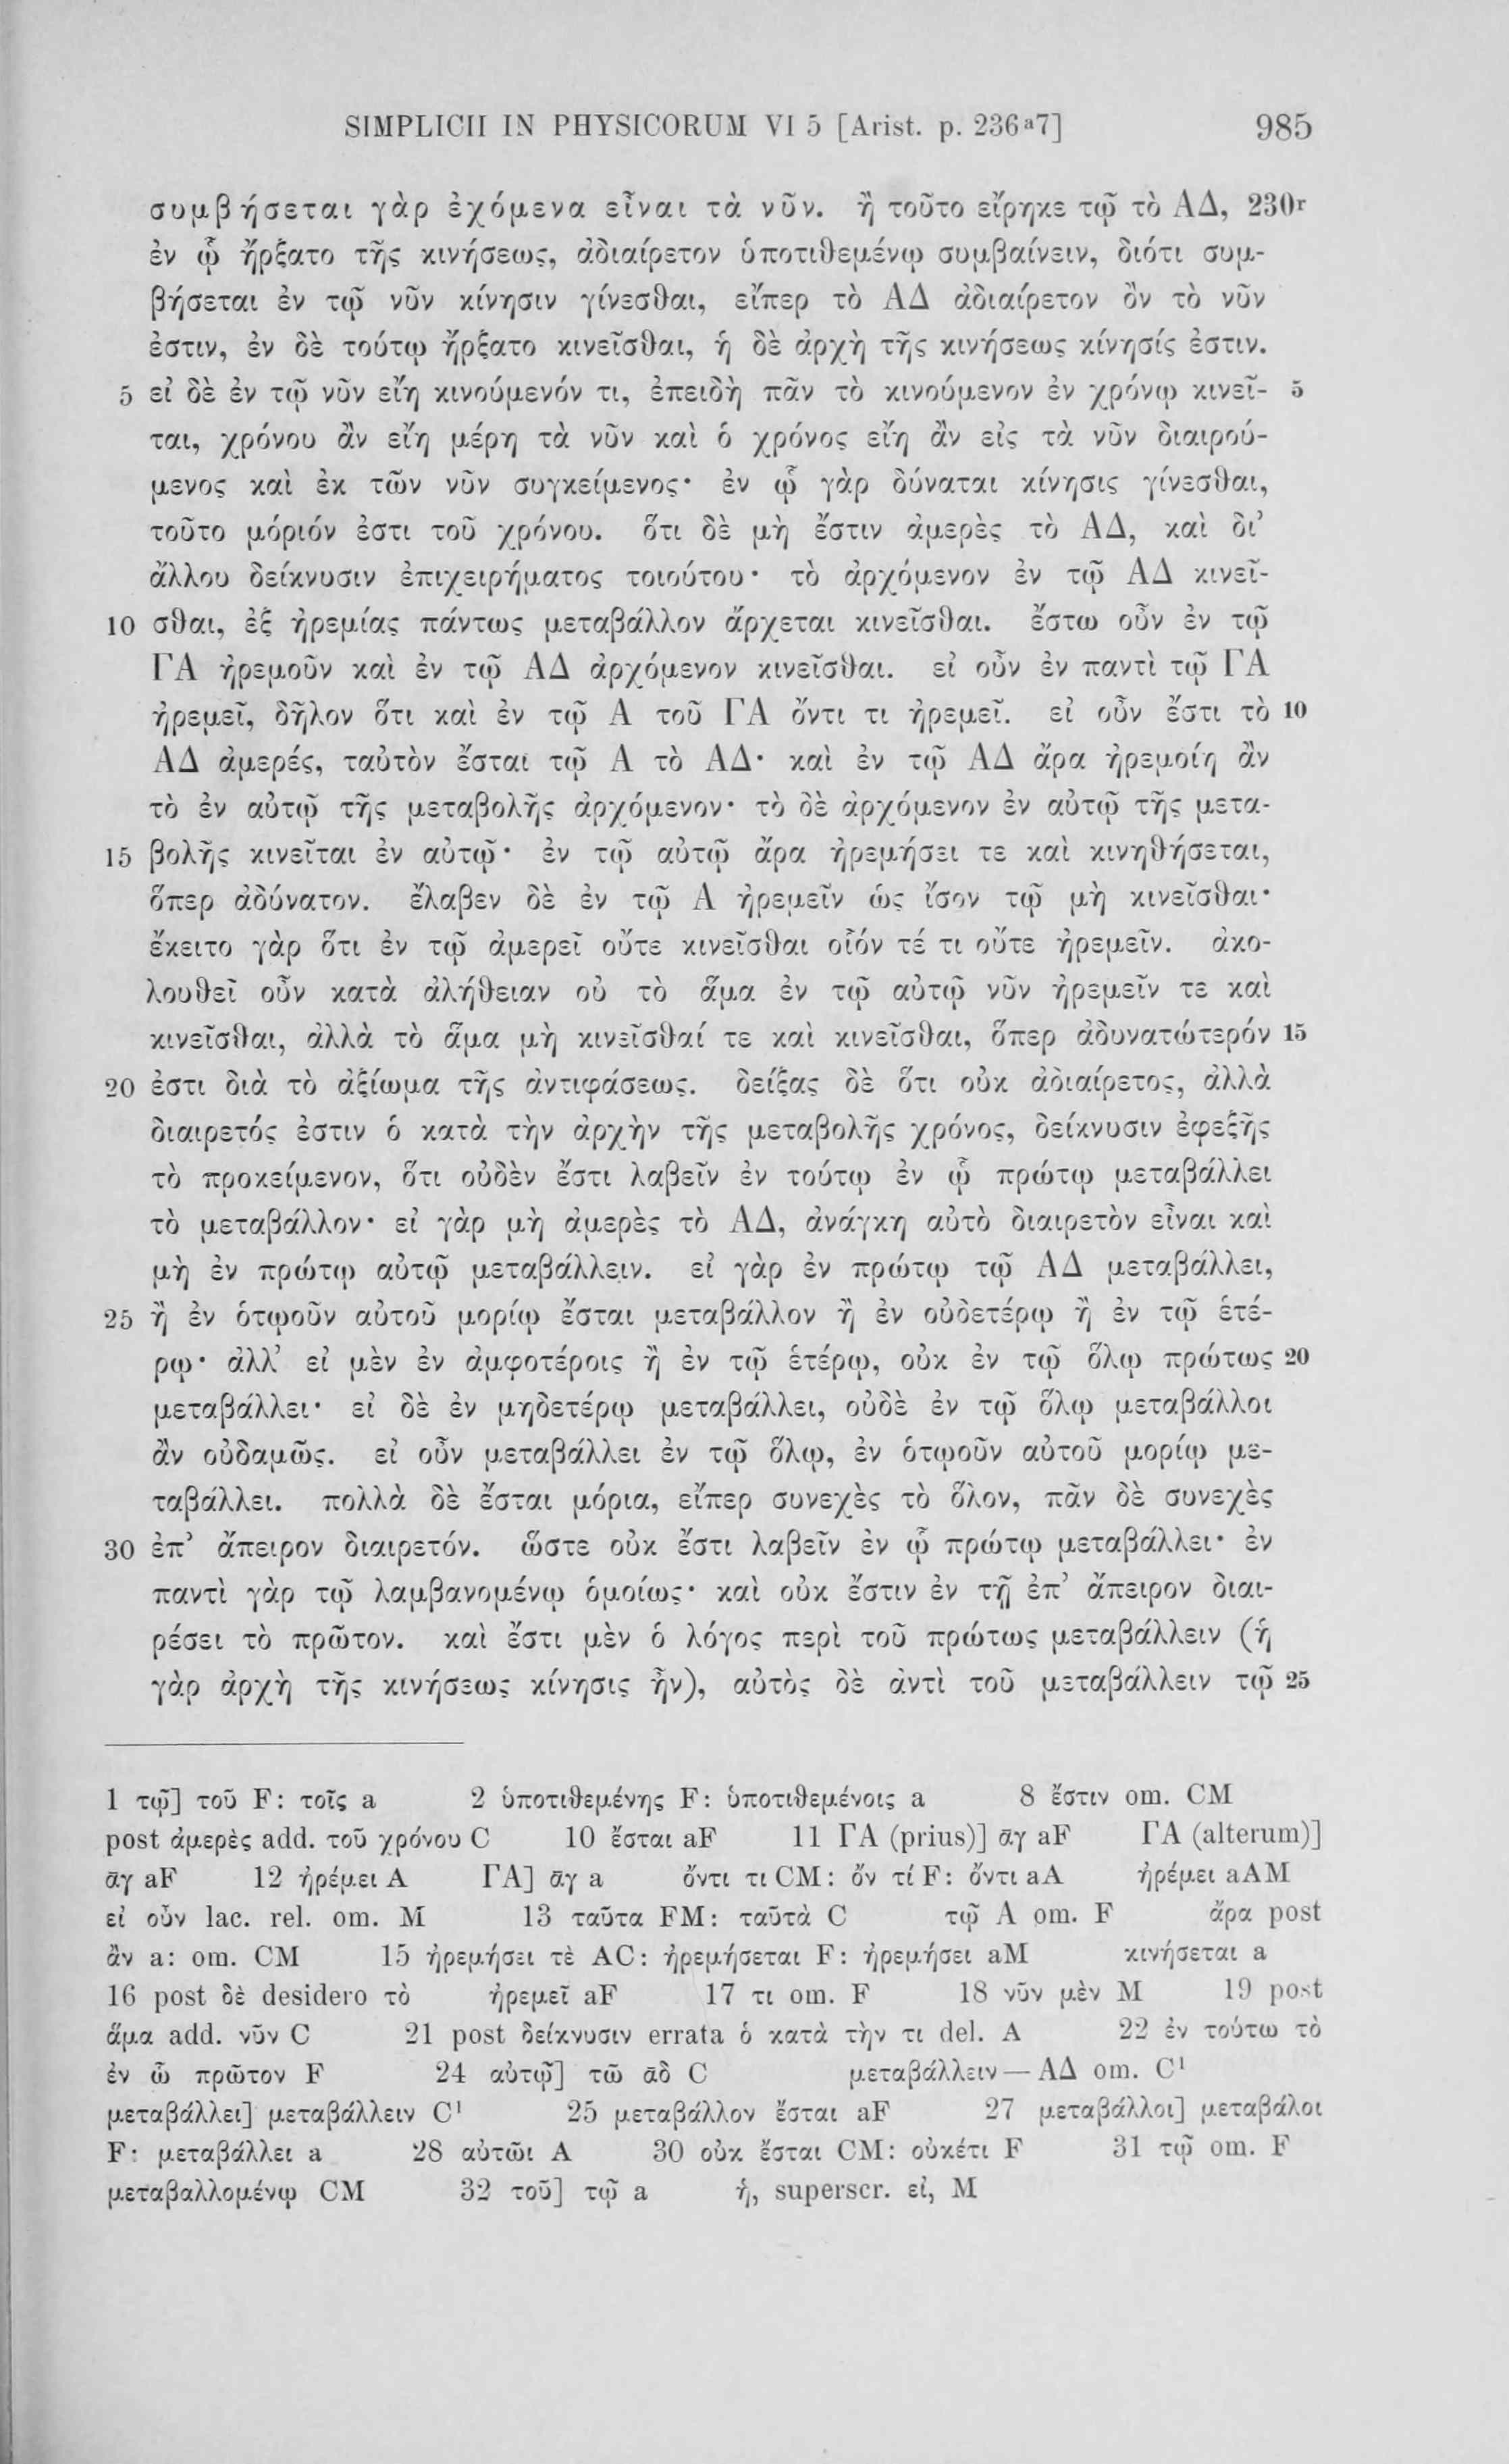 SIMPLICII IN PHYSICORUM VI 5 [Arist. p. 236ᵃ7] 985
συμβήσεται γὰρ ἐχόμενα εἶναι τὰ νῦν. ἢ τοῦτο εἴρηκε τῷ τὸ ΑΔ, 230ʳ
ἐν ᾧ ἤρξατο τῆς κινήσεως, ἀδιαίρετον ὑποτιθεμένῳ συμβαίνειν, διότι συμ-
βήσεται ἐν τῷ νῦν κίνησιν γίνεσθαι, εἴπερ τὸ ΑΔ ἀδιαίρετον ὂν τὸ νῦν
ἐστιν, ἐν δὲ τούτῳ ἤρξατο κινεῖσθαι, ἡ δὲ ἀρχὴ τῆς κινήσεως κίνησίς ἐστιν.
5 εἰ δὲ ἐν τῷ νῦν εἴη κινούμενόν τι, ἐπειδὴ πᾶν τὸ κινούμενον ἐν χρόνῳ κινεῖ- 5
ται, χρόνου ἂν εἴη μέρη τὰ νῦν καὶ ὁ χρόνος εἴη ἂν εἰς τὰ νῦν διαιρού-
μενος καὶ ἐκ τῶν νῦν συγκείμενος· ἐν ᾧ γὰρ δύναται κίνησις γίνεσθαι,
τοῦτο μόριόν ἐστι τοῦ χρόνου. ὅτι δὲ μὴ ἔστιν ἀμερὲς τὸ ΑΔ, καὶ δι’
ἄλλου δείκνυσιν ἐπιχειρήματος τοιούτου· τὸ ἀρχόμενον ἐν τῷ ΑΔ κινεῖ-
10 σθαι, ἐξ ἠρεμίας πάντως μεταβάλλον ἄρχεται κινεῖσθαι. ἔστω οὖν ἐν τῷ
ΓΑ ἠρεμοῦν καὶ ἐν τῷ ΑΔ ἀρχόμενον κινεῖσθαι. εἰ οὖν ἐν παντὶ τῷ ΓΑ
ἠρεμεῖ, δῆλον ὅτι καὶ ἐν τῷ Α τοῦ ΓΑ ὄντι τι ἠρεμεῖ. εἰ οὖν ἔστι τὸ 10
ΑΔ ἀμερές, ταὐτὸν ἔσται τῷ Α τὸ ΑΔ· καὶ ἐν τῷ ΑΔ ἄρα ἠρεμοίη ἂν
τὸ ἐν αὐτῷ τῆς μεταβολῆς ἀρχόμενον· τὸ δὲ ἀρχόμενον ἐν αὐτῷ τῆς μετα-
15 βολῆς κινεῖται ἐν αὐτῷ· ἐν τῷ αὐτῷ ἄρα ἠρεμήσει τε καὶ κινηθήσεται,
ὅπερ ἀδύνατον. ἔλαβεν δὲ ἐν τῷ Α ἠρεμεῖν ὡς ἴσον τῷ μὴ κινεῖσθαι·
ἔκειτο γὰρ ὅτι ἐν τῷ ἀμερεῖ οὔτε κινεῖσθαι οἷόν τέ τι οὔτε ἠρεμεῖν. ἀκο-
λουθεῖ οὖν κατὰ ἀλήθειαν οὐ τὸ ἅμα ἐν τῷ αὐτῷ νῦν ἠρεμεῖν τε καὶ
κινεῖσθαι, ἀλλὰ τὸ ἅμα μὴ κινεῖσθαί τε καὶ κινεῖσθαι, ὅπερ ἀδυνατώτερόν 15
20 ἐστι διὰ τὸ ἀξίωμα τῆς ἀντιφάσεως. δείξας δὲ ὅτι οὐκ ἀδιαίρετος, ἀλλὰ
διαιρετός ἐστιν ὁ κατὰ τὴν ἀρχὴν τῆς μεταβολῆς χρόνος, δείκνυσιν ἐφεξῆς
τὸ προκείμενον, ὅτι οὐδὲν ἔστι λαβεῖν ἐν τούτῳ ἐν ᾧ πρώτῳ μεταβάλλει
τὸ μεταβάλλον· εἰ γὰρ μὴ ἀμερὲς τὸ ΑΔ, ἀνάγκη αὐτὸ διαιρετὸν εἶναι καὶ
μὴ ἐν πρώτῳ αὐτῷ μεταβάλλειν. εἰ γὰρ ἐν πρώτῳ τῷ ΑΔ μεταβάλλει,
25 ἢ ἐν ὁτῳοῦν αὐτοῦ μορίῳ ἔσται μεταβάλλον ἢ ἐν οὐδετέρῳ ἢ ἐν τῷ ἑτέ-
ρῳ· ἀλλ’ εἰ μὲν ἐν ἀμφοτέροις ἢ ἐν τῷ ἑτέρῳ, οὐκ ἐν τῷ ὅλῳ πρώτως 20
μεταβάλλει· εἰ δὲ ἐν μηδετέρῳ μεταβάλλει, οὐδὲ ἐν τῷ ὅλῳ μεταβάλλοι
ἂν οὐδαμῶς. εἰ οὖν μεταβάλλει ἐν τῷ ὅλῳ, ἐν ὁτῳοῦν αὐτοῦ μορίῳ με-
ταβάλλει. πολλὰ δὲ ἔσται μόρια, εἴπερ συνεχὲς τὸ ὅλον, πᾶν δὲ συνεχὲς
30 ἐπ’ ἄπειρον διαιρετόν. ὥστε οὐκ ἔστι λαβεῖν ἐν ᾧ πρώτῳ μεταβάλλει· ἐν
παντὶ γὰρ τῷ λαμβανομένῳ ὁμοίως· καὶ οὐκ ἔστιν ἐν τῇ ἐπ’ ἄπειρον διαι-
ρέσει τὸ πρῶτον. καὶ ἔστι μὲν ὁ λόγος περὶ τοῦ πρώτως μεταβάλλειν (ἡ
γὰρ ἀρχὴ τῆς κινήσεως κίνησις ἦν), αὐτὸς δὲ ἀντὶ τοῦ μεταβάλλειν τῷ 25
1 τῷ] τοῦ F: τοῖς a 2 ὑποτιθεμένης F: ὑποτιθεμένοις a 8 ἔστιν om. CM
post ἀμερὲς add. τοῦ χρόνου C 10 ἔσται aF 11 ΓΑ (prius)] ᾱγ aF ΓΑ (alterum)]
ᾱγ aF 12 ἠρέμει A ΓΑ] ᾱγ a ὄντι τι CM: ὄν τί F: ὄντι aA ἠρέμει aAM
εἰ οὖν lac. rel. om. M 13 ταῦτα FM: ταῦτὰ C τῷ Α om. F ἄρα post
ἂν a: om. CM 15 ἠρεμήσει τὲ AC: ἠρεμήσεται F: ἠρεμήσει aM κινήσεται a
16 post δὲ desidero τὸ ἠρεμεῖ aF 17 τι om. F 18 νῦν μὲν M 19 post
ἅμα add. νῦν C 21 post δείκνυσιν errata ὁ κατὰ τὴν τι del. A 22 ἐν τούτω τὸ
ἐν ὧ πρῶτον F 24 αὐτῷ] τῶ ᾱδ C μεταβάλλειν — ΑΔ om. C¹
μεταβάλλει] μεταβάλλειν C¹ 25 μεταβάλλον ἔσται aF 27 μεταβάλλοι] μεταβάλοι
F: μεταβάλλει a 28 αὐτῶι A 30 οὐκ ἔσται CM: οὐκέτι F 31 τῷ om. F
μεταβαλλομένῳ CM 32 τοῦ] τῷ a ἡ, superscr. εἰ, M